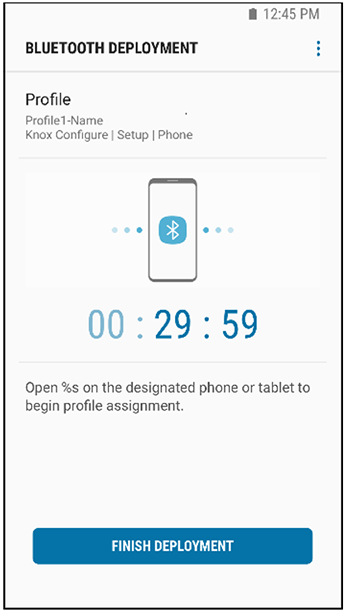 12:45 PM
BLUETOOTH DEPLOYMENT
Profile
Profile1-Name
Knox Configure | Setup | Phone
00 : 29 : 59
Open %s on the designated phone or tablet to
begin profile assignment.
FINISH DEPLOYMENT